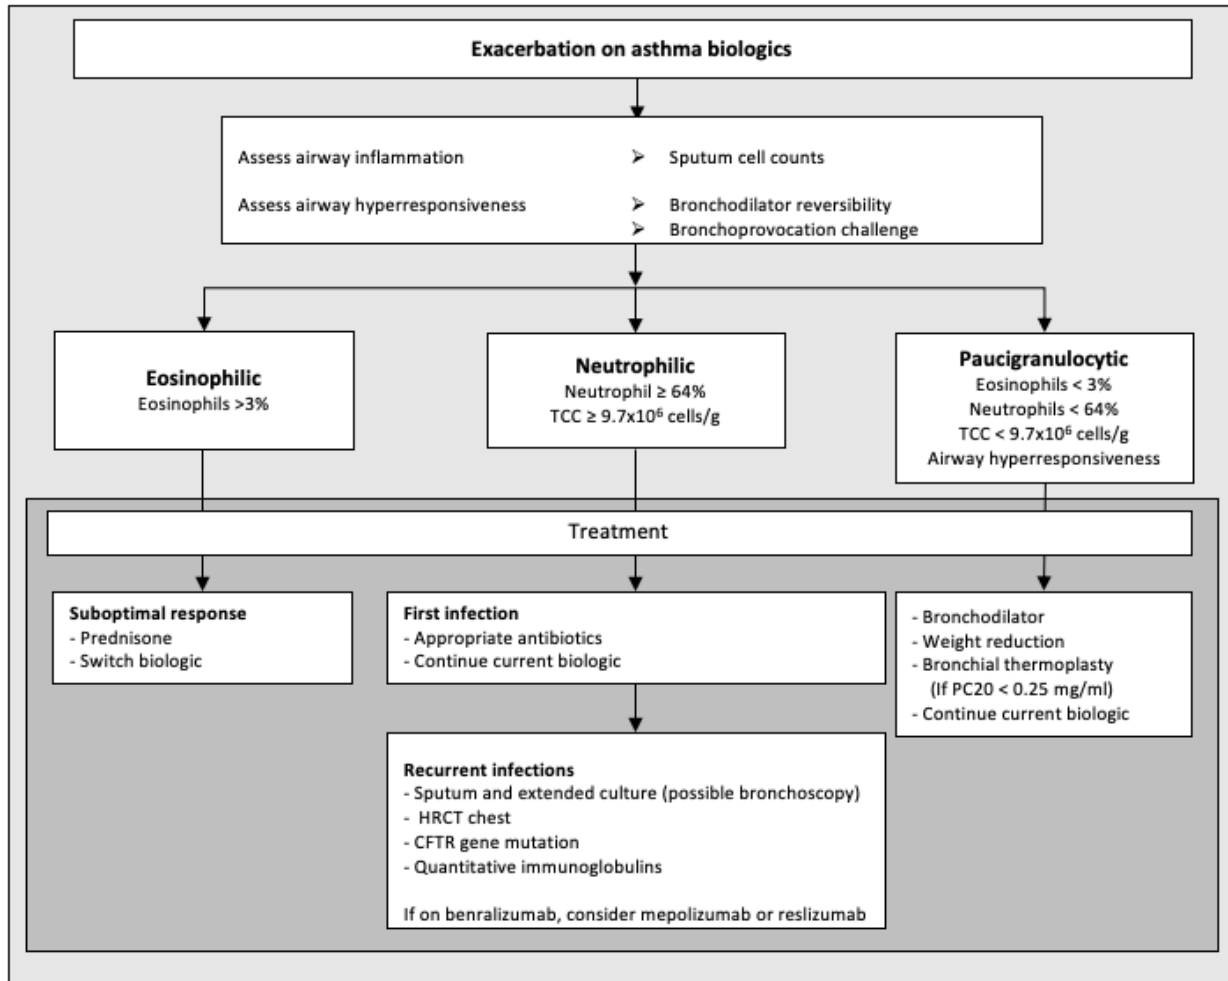 Exacerbation on asthma biologics
Assess airway inflammation ➢ Sputum cell counts
Assess airway hyperresponsiveness ➢ Bronchodilator reversibility
➢ Bronchoprovocation challenge
Eosinophilic
Eosinophils >3%
Neutrophilic
Neutrophil ≥ 64%
TCC ≥ 9.7x10⁶ cells/g
Paucigranulocytic
Eosinophils < 3%
Neutrophils < 64%
TCC < 9.7x10⁶ cells/g
Airway hyperresponsiveness
Treatment
Suboptimal response
- Prednisone
- Switch biologic
First infection
- Appropriate antibiotics
- Continue current biologic
Recurrent infections
- Sputum and extended culture (possible bronchoscopy)
- HRCT chest
- CFTR gene mutation
- Quantitative immunoglobulins
If on benralizumab, consider mepolizumab or reslizumab
- Bronchodilator
- Weight reduction
- Bronchial thermoplasty
(If PC20 < 0.25 mg/ml)
- Continue current biologic